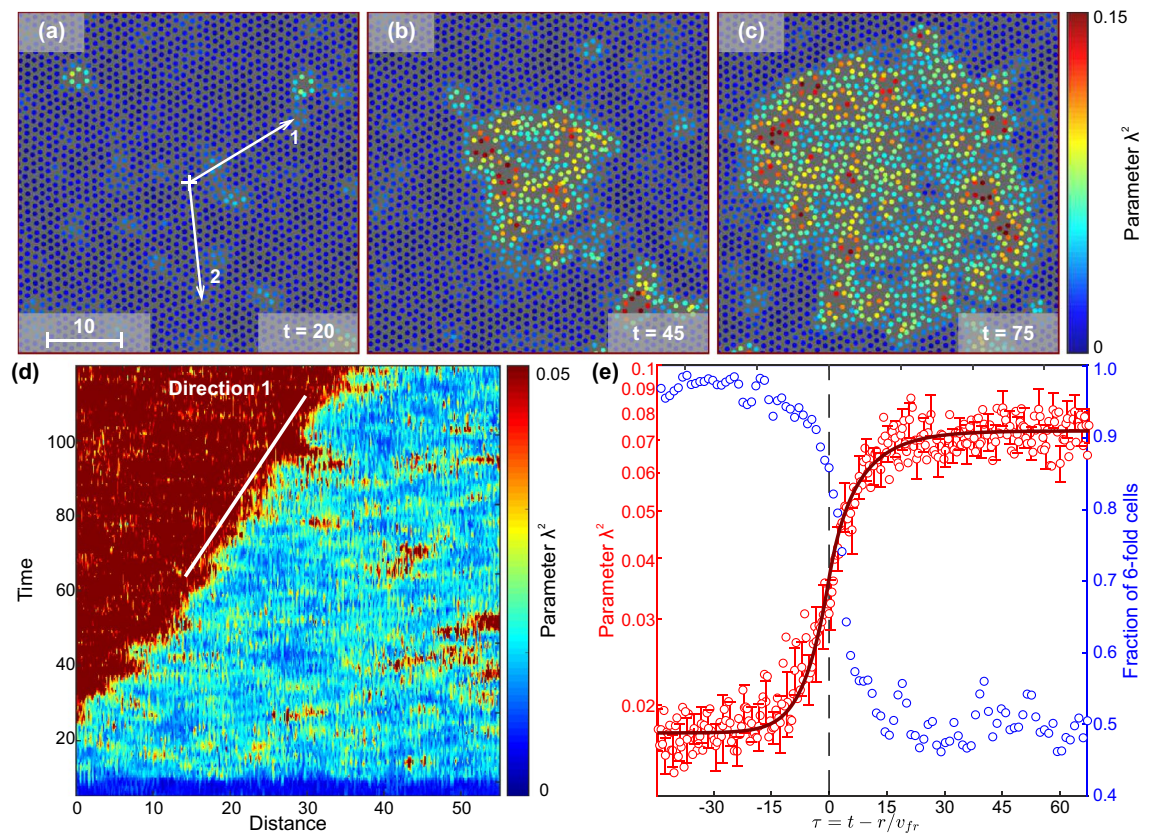 (a)
1
2
10
t = 20
(b)
t = 45
(c)
t = 75
0.15
Parameter λ²
0
(d)
Direction 1
Time
100
80
60
40
20
0 10 20 30 40 50
Distance
0.05
Parameter λ²
0
(e)
Parameter λ²
0.1
0.09
0.08
0.07
0.06
0.05
0.04
0.03
0.02
-30 -15 0 15 30 45 60
τ = t − r/v_{fr}
1.0
0.9
0.8
0.7
0.6
0.5
0.4
Fraction of 6-fold cells